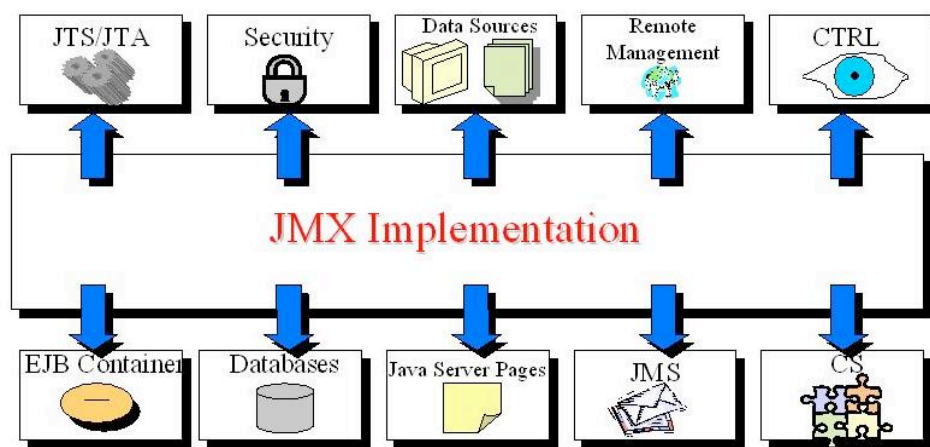 JTS/JTA
Security
Data Sources
Remote
Management
CTRL
JMX Implementation
EJB Container
Databases
Java Server Pages
JMS
CS